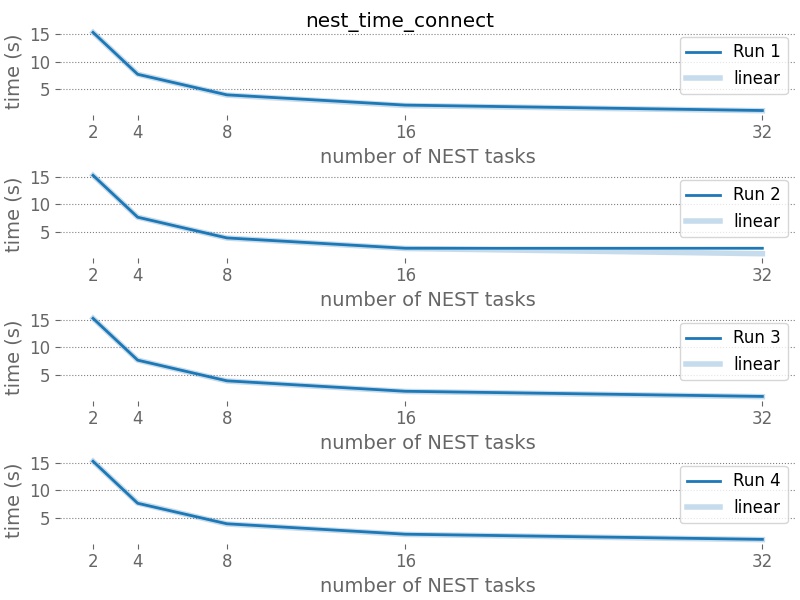 nest_time_connect
time (s)
15
10
5
Run 1
linear
2 4 8 16 32
number of NEST tasks
time (s)
15
10
5
Run 2
linear
2 4 8 16 32
number of NEST tasks
time (s)
15
10
5
Run 3
linear
2 4 8 16 32
number of NEST tasks
time (s)
15
10
5
Run 4
linear
2 4 8 16 32
number of NEST tasks